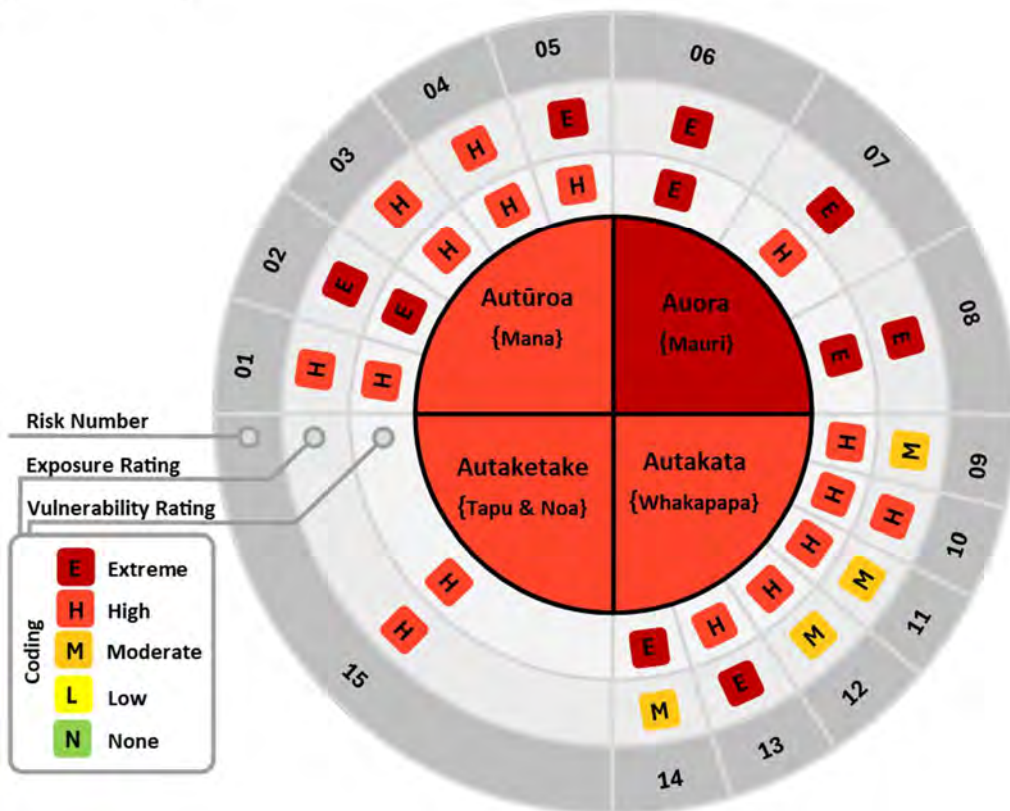 01
02
03
04
05
06
07
08
09
10
11
12
13
14
15
H
H
E
E
H
H
H
H
E
H
E
E
E
H
E
E
M
H
H
H
M
H
M
H
E
H
M
E
H
H
Autūroa
{Mana}
Auora
{Mauri}
Autaketake
{Tapu & Noa}
Autakata
{Whakapapa}
Risk Number
Exposure Rating
Vulnerability Rating
Coding
E Extreme
H High
M Moderate
L Low
N None